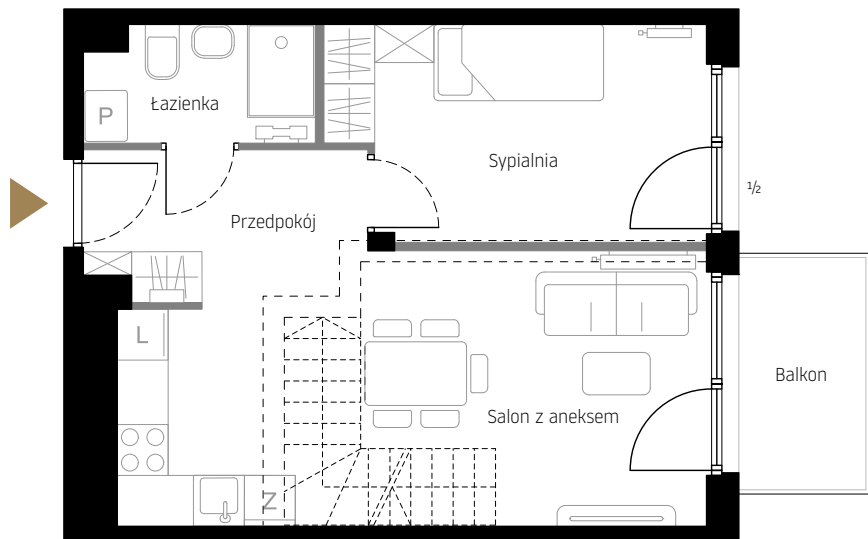 Łazienka
P
Sypialnia
½
Przedpokój
L
Balkon
Salon z aneksem
Z